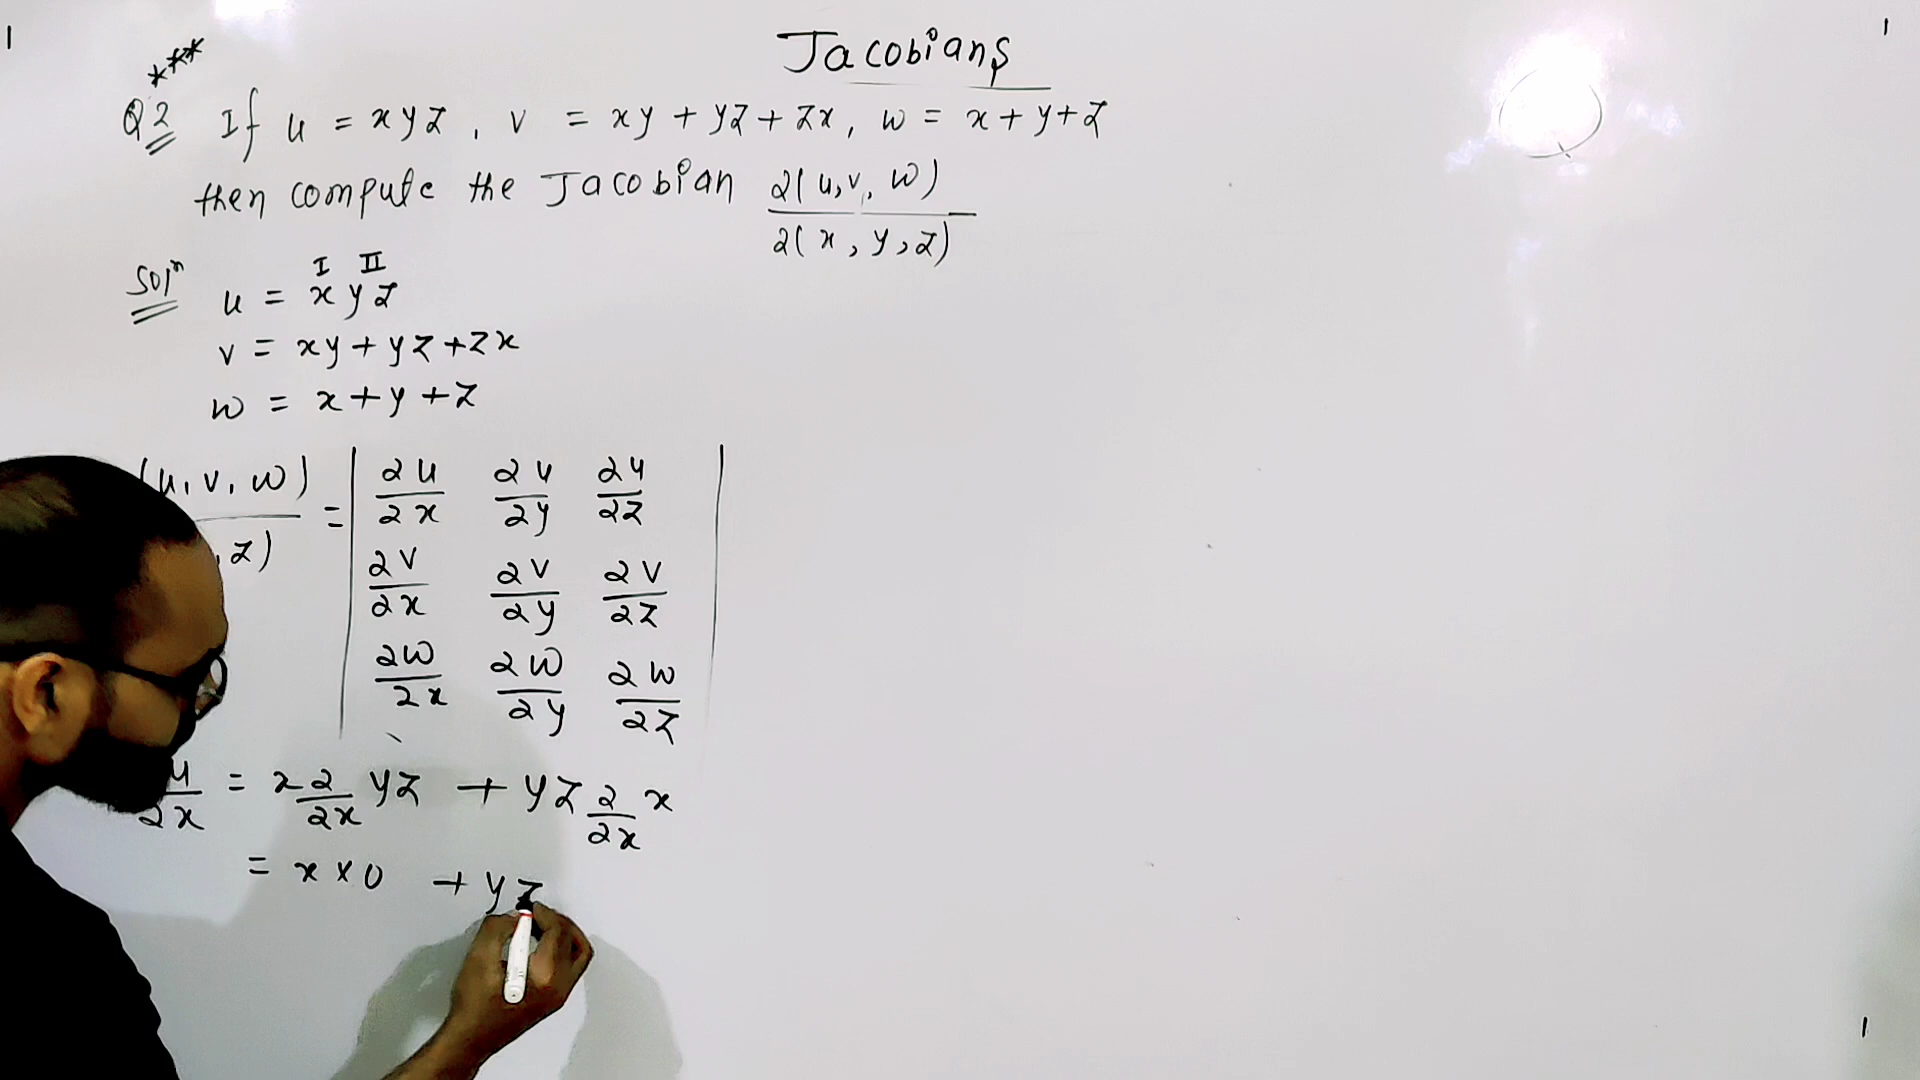 Jacobians
***
Q2 If u = xyz, v = xy + yz + zx, w = x + y + z
then compute the Jacobian ∂(u,v,w)/∂(x,y,z)
Solⁿ
I II
u = xyz
v = xy + yz + zx
w = x + y + z
(u,v,w)
,z)
= | ∂u/∂x ∂u/∂y ∂u/∂z |
∂v/∂x ∂v/∂y ∂v/∂z
∂w/∂x ∂w/∂y ∂w/∂z
u/∂x = x ∂/∂x yz + yz ∂/∂x x
= x × 0 + yz